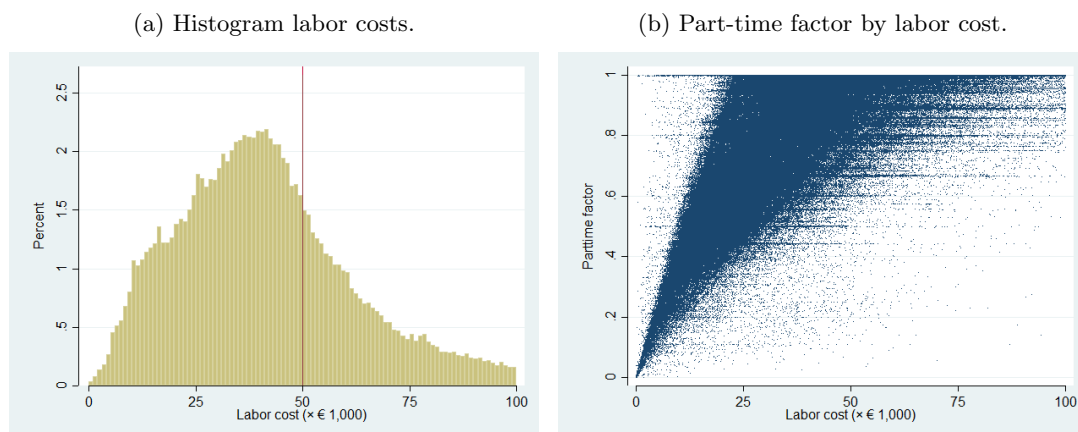 (a) Histogram labor costs.
2.5
2
1.5
1
.5
0
Percent
0 25 50 75 100
Labor cost (× € 1,000)
(b) Part-time factor by labor cost.
1
.8
.6
.4
.2
0
Parttime factor
0 25 50 75 100
Labor cost (× € 1,000)